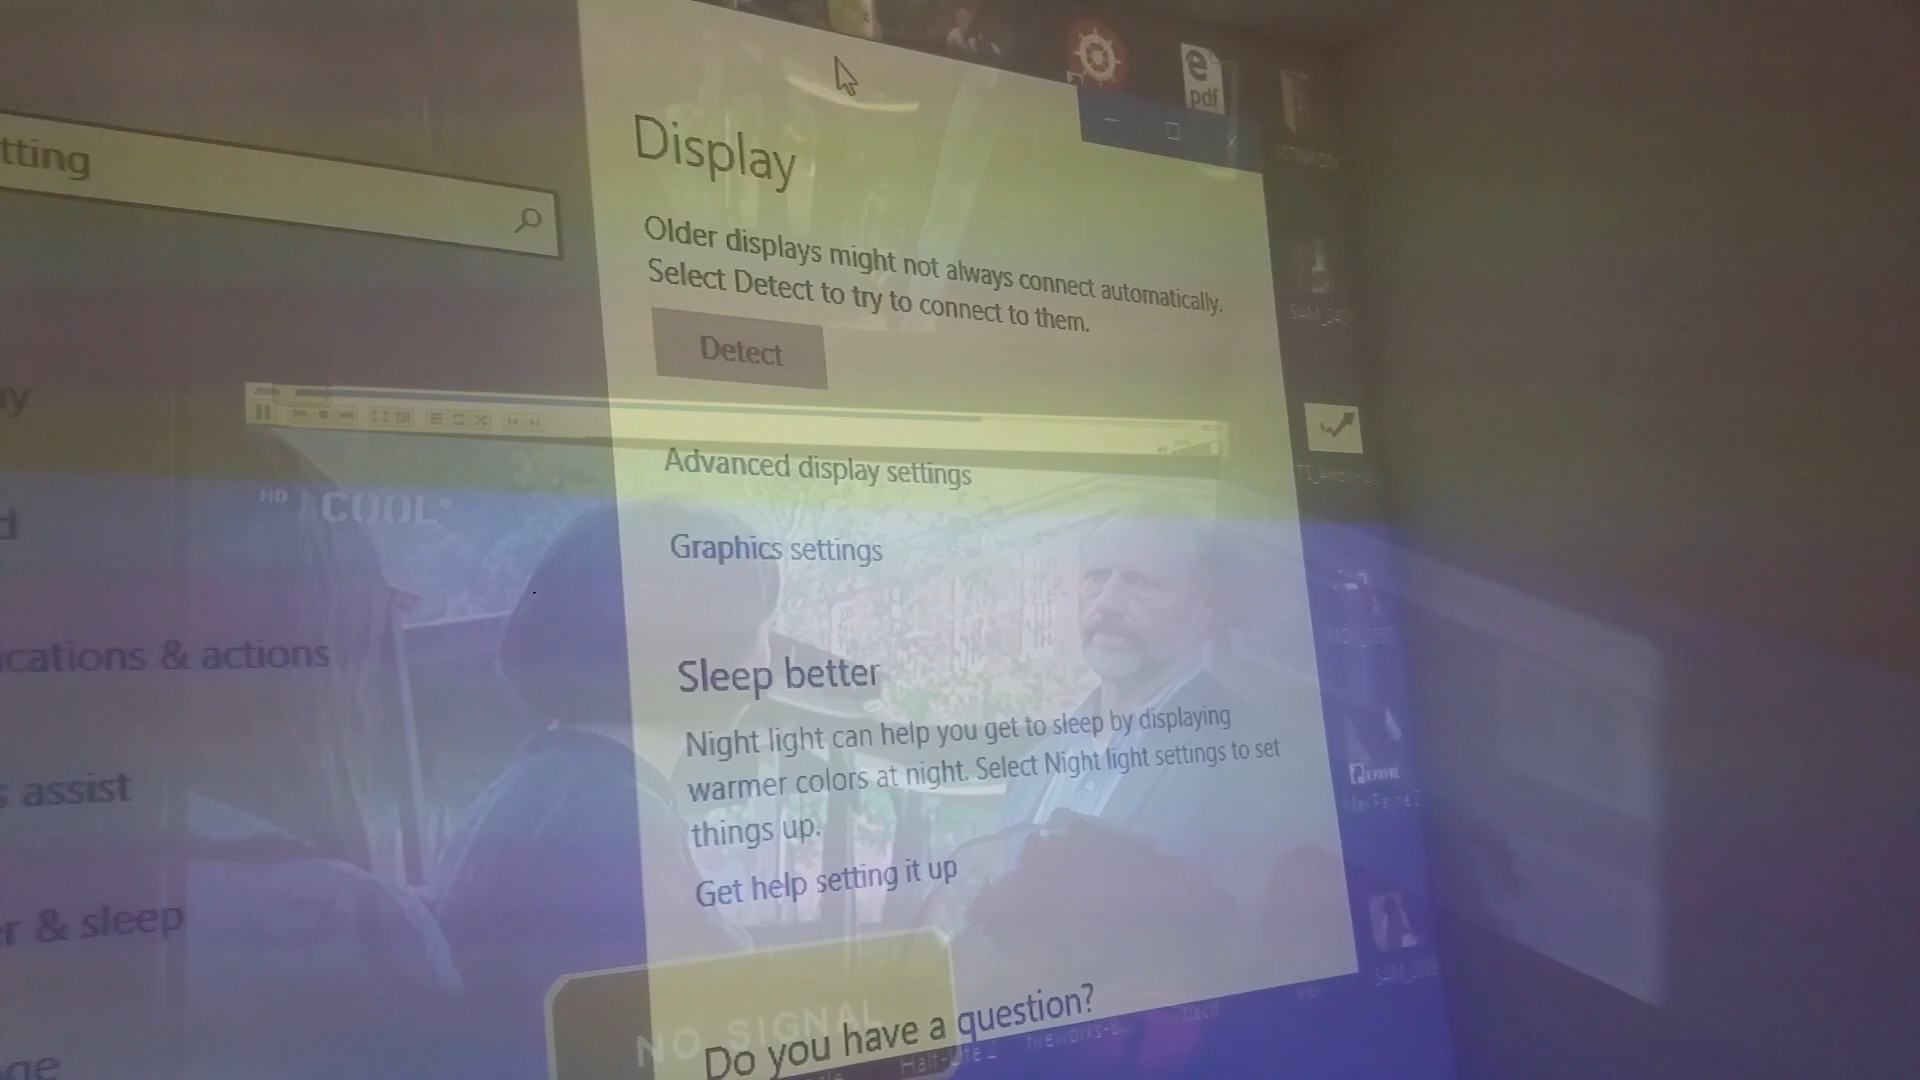 pdf
Display
tting
Older displays might not always connect automatically.
Select Detect to try to connect to them.
Detect
Advanced display settings
HD COOL
Graphics settings
cations & actions
Sleep better
Night light can help you get to sleep by displaying
warmer colors at night. Select Night light settings to set
things up.
s assist
Get help setting it up
r & sleep
NO SIGNAL
Do you have a question?
ge